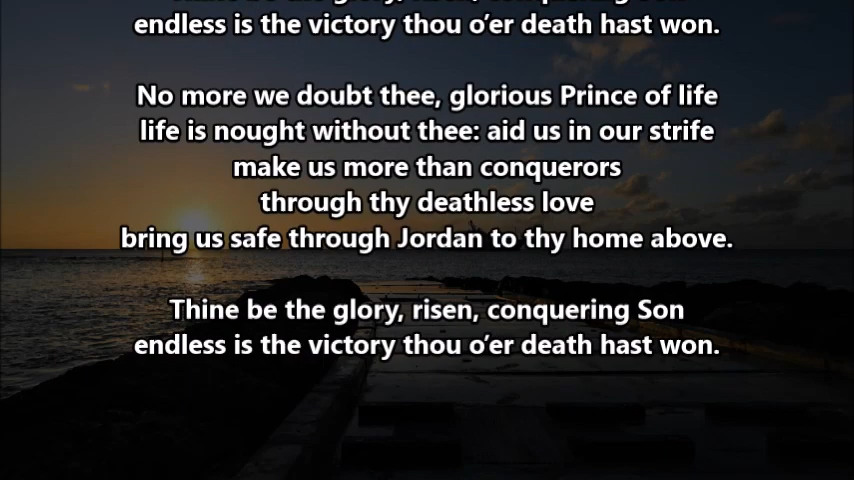 endless is the victory thou o’er death hast won.
No more we doubt thee, glorious Prince of life
life is nought without thee: aid us in our strife
make us more than conquerors
through thy deathless love
bring us safe through Jordan to thy home above.
Thine be the glory, risen, conquering Son
endless is the victory thou o’er death hast won.